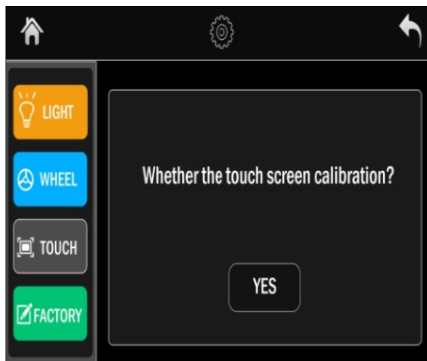 LIGHT
WHEEL
TOUCH
FACTORY
Whether the touch screen calibration?
YES